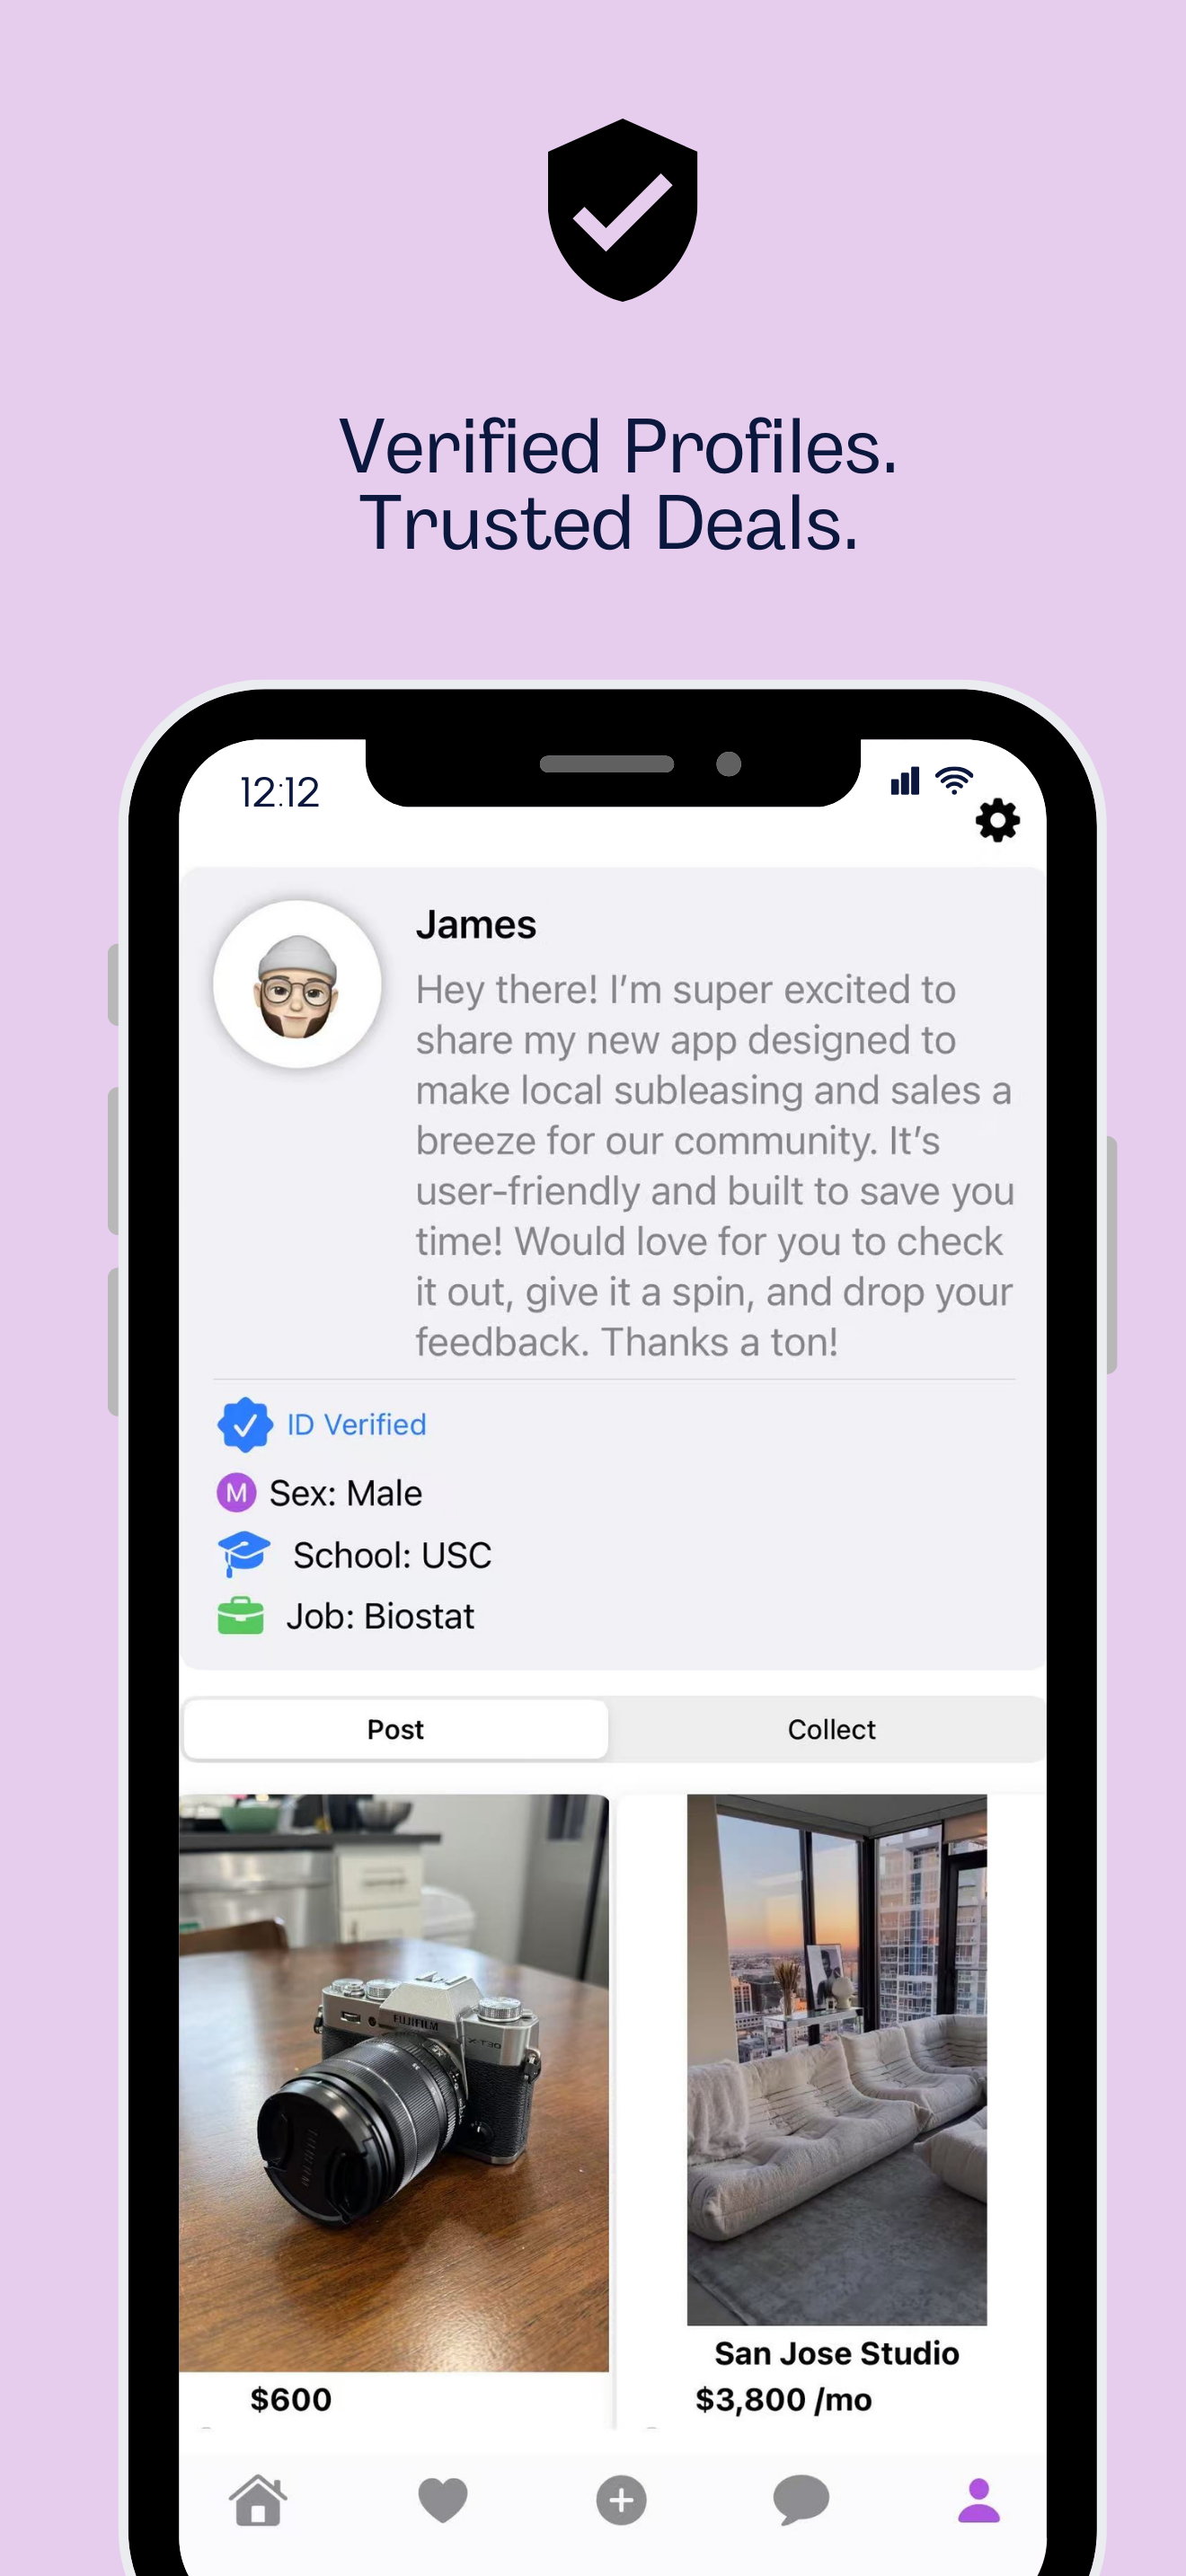 Verified Profiles.
Trusted Deals.
12:12
James
Hey there! I’m super excited to
share my new app designed to
make local subleasing and sales a
breeze for our community. It’s
user-friendly and built to save you
time! Would love for you to check
it out, give it a spin, and drop your
feedback. Thanks a ton!
ID Verified
M Sex: Male
School: USC
Job: Biostat
Post
Collect
FUJIFILM
X-T30
San Jose Studio
$600
$3,800 /mo